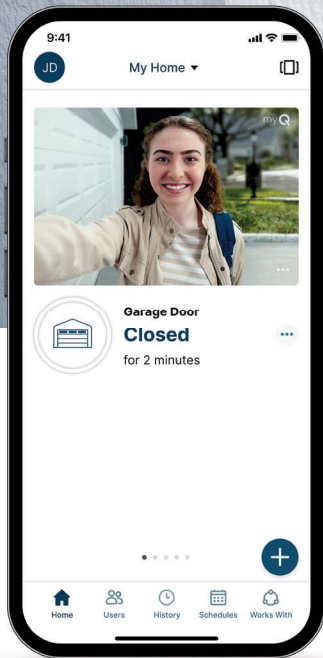 9:41
JD
My Home
myQ
Garage Door
Closed
for 2 minutes
Home
Users
History
Schedules
Works With